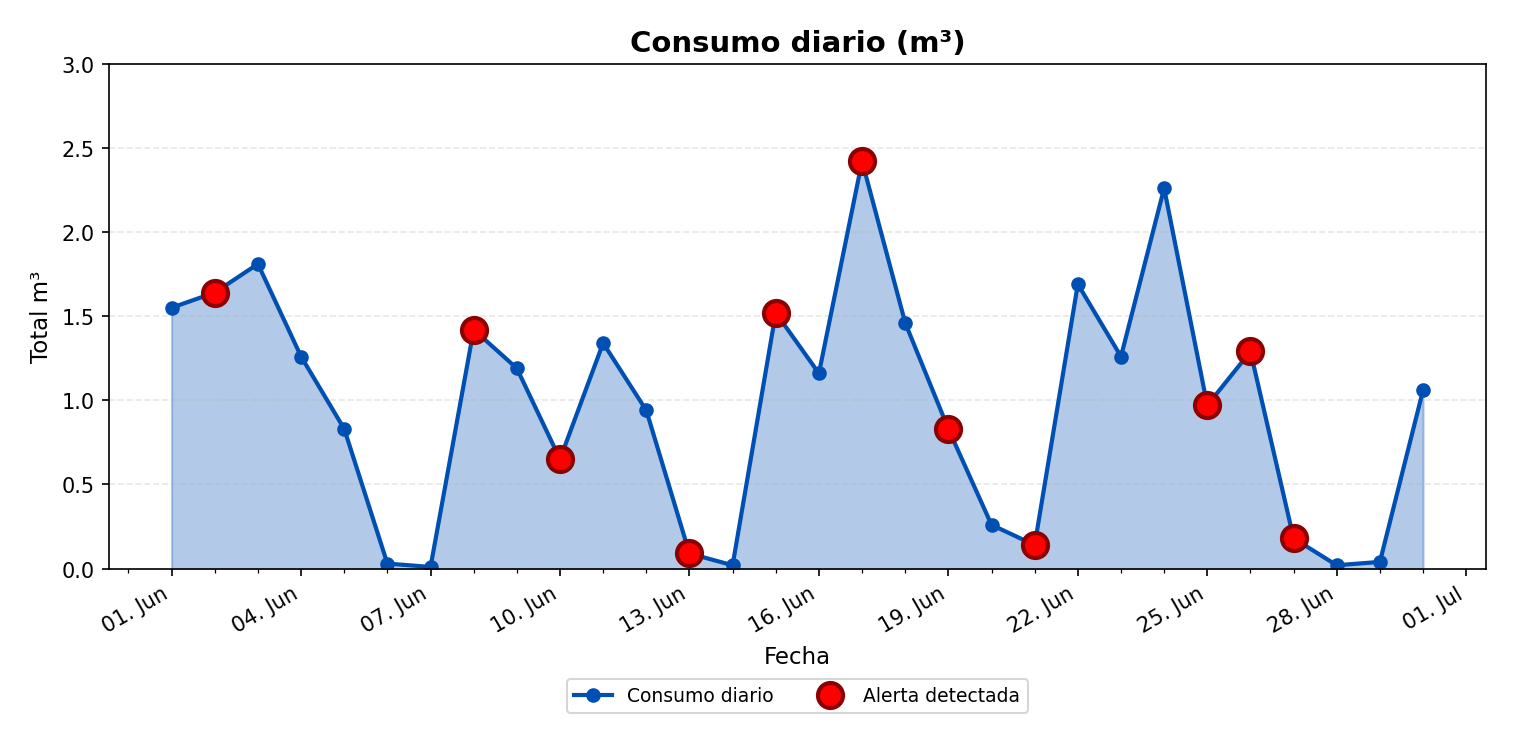 Consumo diario (m³)
3.0
2.5
2.0
1.5
1.0
0.5
0.0
Total m³
01. Jun
04. Jun
07. Jun
10. Jun
13. Jun
16. Jun
19. Jun
22. Jun
25. Jun
28. Jun
01. Jul
Fecha
Consumo diario
Alerta detectada